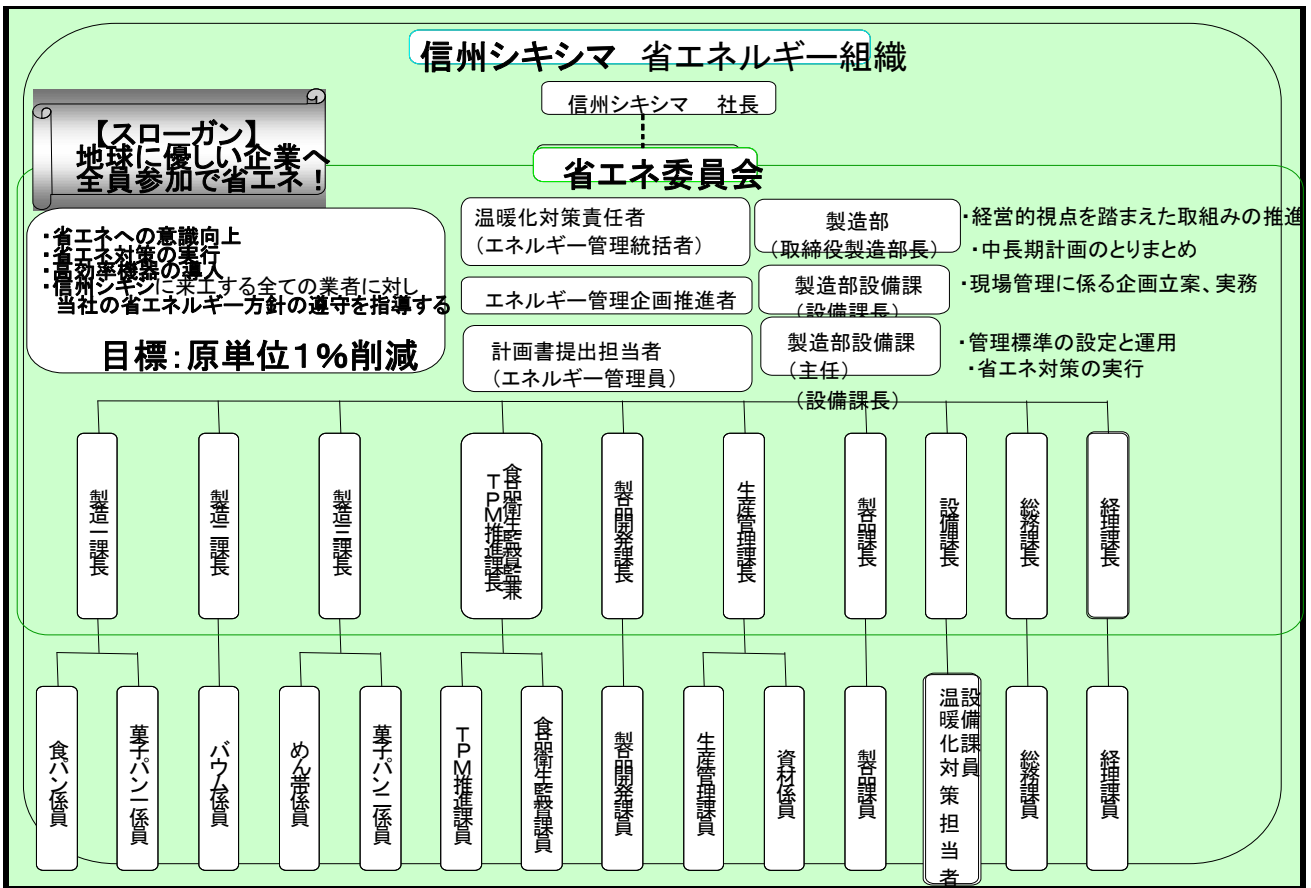 信州シキシマ 省エネルギー組織
信州シキシマ 社長
【スローガン】
地球に優しい企業へ
全員参加で省エネ！
省エネ委員会
・省エネへの意識向上
・省エネ対策の実行
・高効率機器の導入
・信州シキシに来工する全ての業者に対し
当社の省エネルギー方針の遵守を指導する
目標：原単位１％削減
温暖化対策責任者
（エネルギー管理統括者）
製造部
（取締役製造部長）
・経営的視点を踏まえた取組みの推進
・中長期計画のとりまとめ
エネルギー管理企画推進者
製造部設備課
（設備課長）
・現場管理に係る企画立案、実務
計画書提出担当者
（エネルギー管理員）
製造部設備課
（主任）
（設備課長）
・管理標準の設定と運用
・省エネ対策の実行
製造一課長
製造二課長
製造三課長
食品衛生監督員監兼
ＴＰＭ推進課長
製品開発課長
生産管理課長
製品課長
設備課長
総務課長
経理課長
食パン係員
菓子パン一係員
バウム係員
めん帯係員
菓子パン二係員
ＴＰＭ推進課員
食品衛生監督課員
製品開発課員
生産管理課員
資材係員
製品課員
設備課員
温暖化対策担当者
総務課員
経理課員